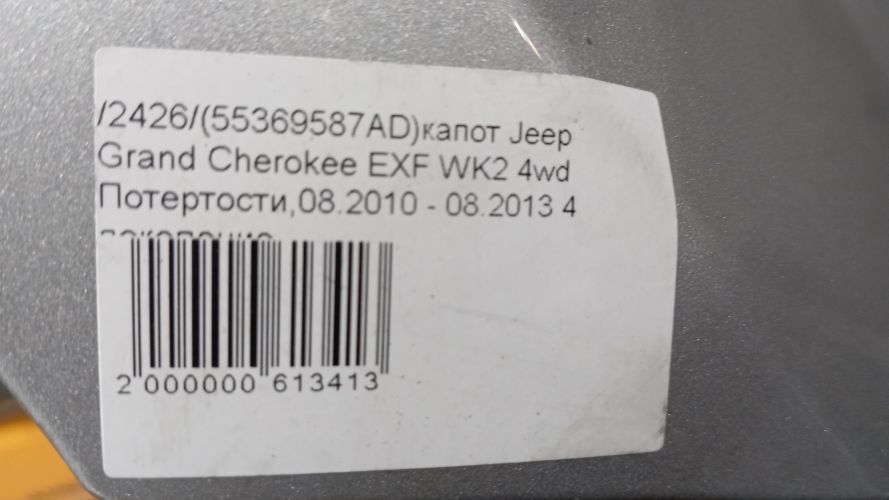 /2426/(55369587AD)капот Jeep
Grand Cherokee EXF WK2 4wd
Потертости,08.2010 - 08.2013 4
2 000000 613413